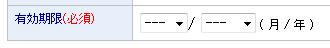 有効期限(必須) --- / --- ( 月 / 年 )